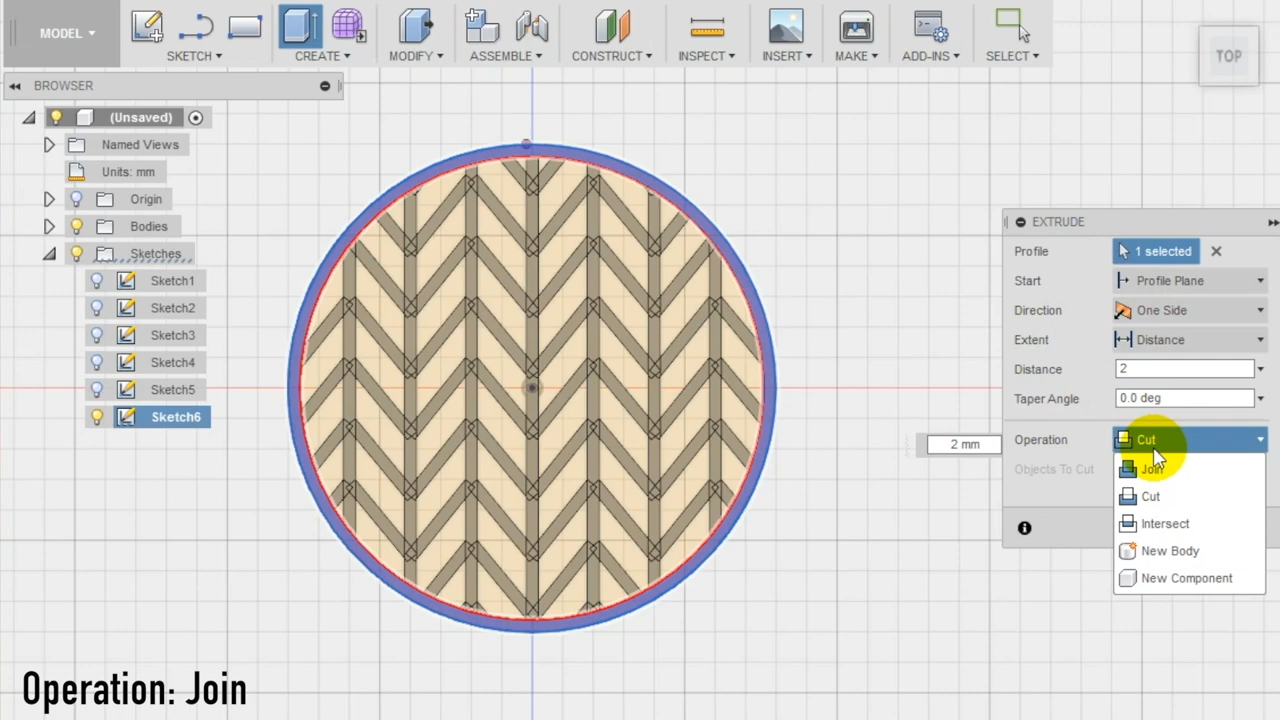 MODEL
SKETCH
CREATE
MODIFY
ASSEMBLE
CONSTRUCT
INSPECT
INSERT
MAKE
ADD-INS
SELECT
TOP
BROWSER
(Unsaved)
Named Views
Units: mm
Origin
Bodies
Sketches
Sketch1
Sketch2
Sketch3
Sketch4
Sketch5
Sketch6
2 mm
EXTRUDE
Profile 1 selected
Start Profile Plane
Direction One Side
Extent Distance
Distance 2
Taper Angle 0.0 deg
Operation Cut
Objects To Cut
Join
Cut
Intersect
New Body
New Component
Operation: Join